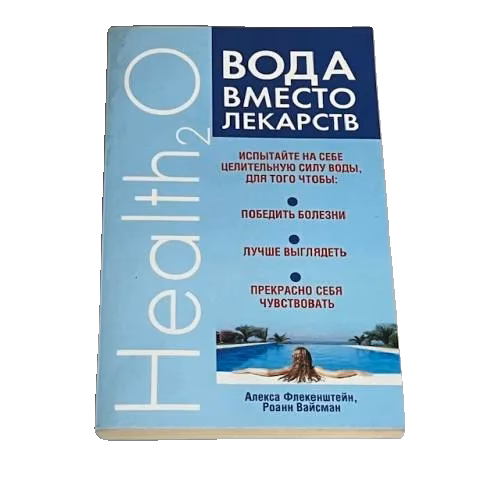 Health₂O
ВОДА
ВМЕСТО
ЛЕКАРСТВ
ИСПЫТАЙТЕ НА СЕБЕ
ЦЕЛИТЕЛЬНУЮ СИЛУ ВОДЫ,
ДЛЯ ТОГО ЧТОБЫ:
● ПОБЕДИТЬ БОЛЕЗНИ
● ЛУЧШЕ ВЫГЛЯДЕТЬ
● ПРЕКРАСНО СЕБЯ
ЧУВСТВОВАТЬ
Алекса Флекенштейн,
Роанн Вайсман